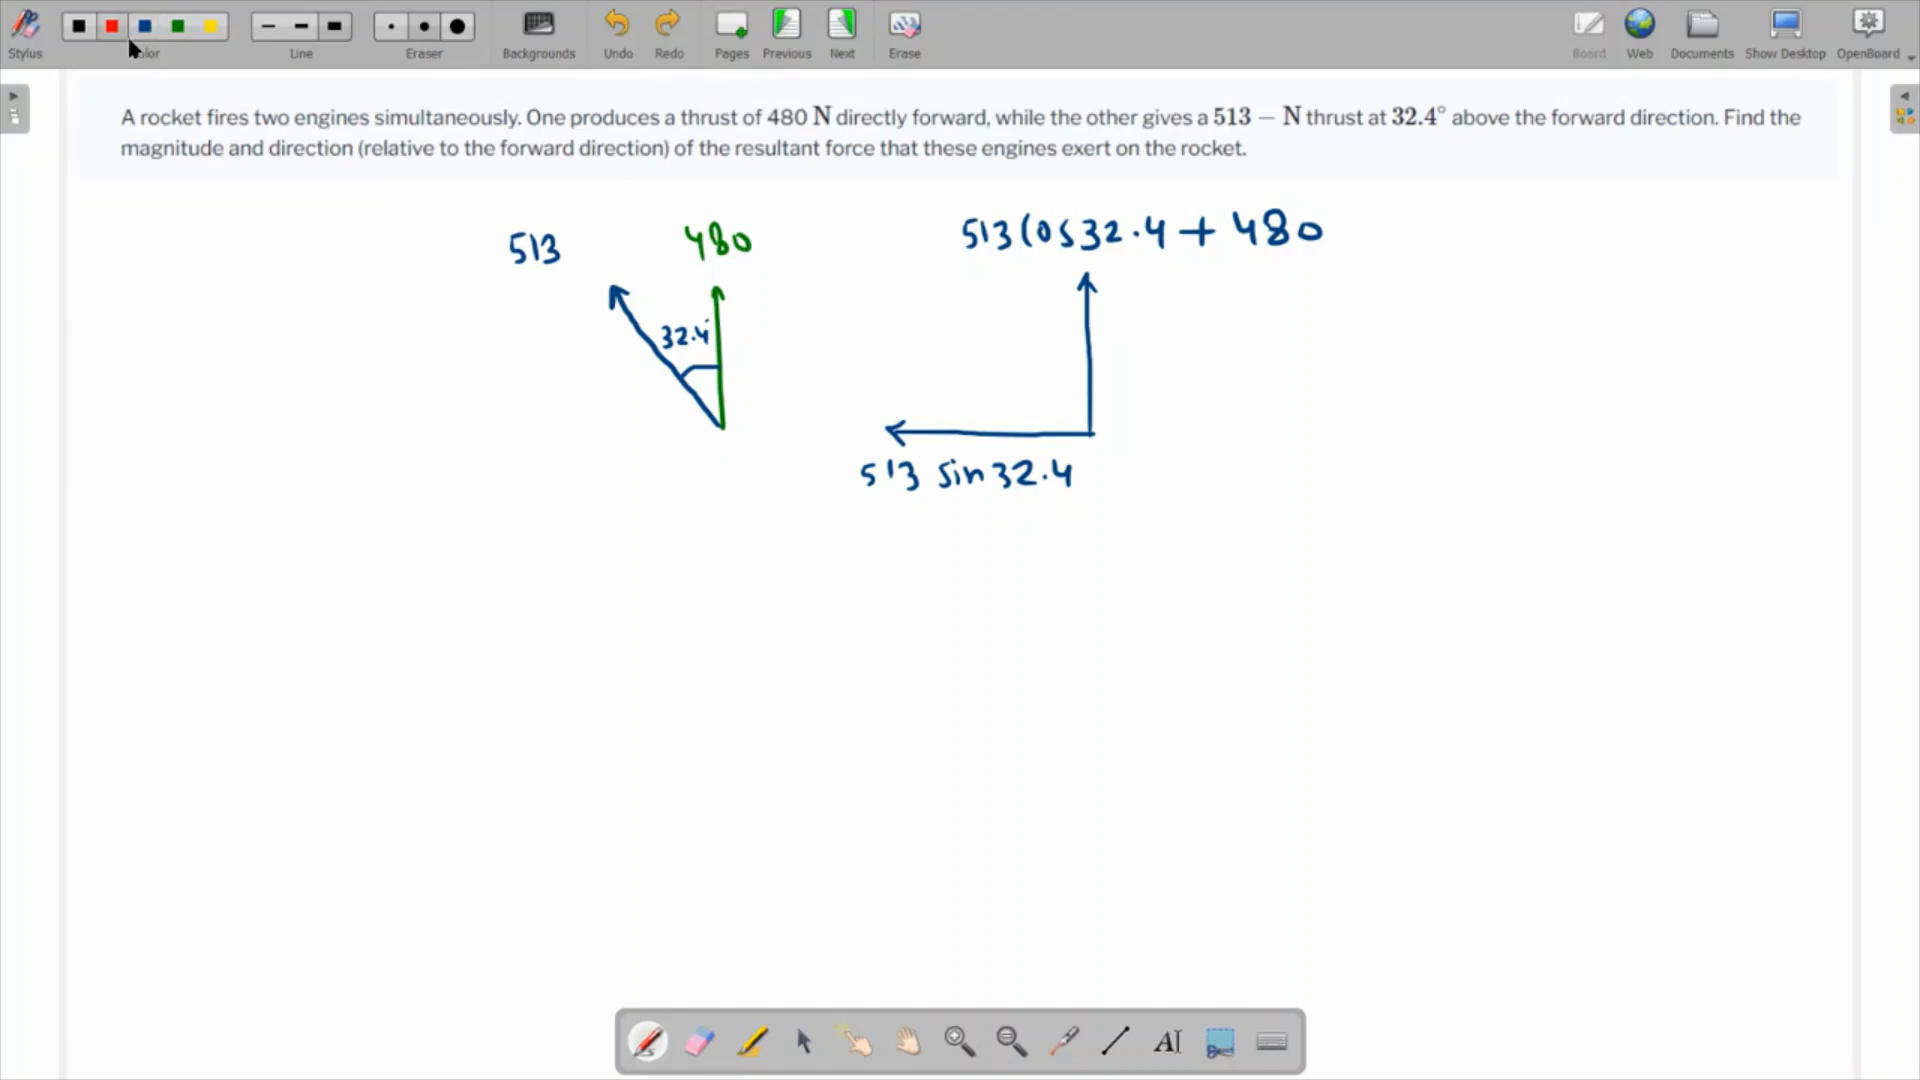 Stylus Color Line Eraser Backgrounds Undo Redo Pages Previous Next Erase Board Web Documents Show Desktop OpenBoard
A rocket fires two engines simultaneously. One produces a thrust of 480 N directly forward, while the other gives a 513 − N thrust at 32.4° above the forward direction. Find the
magnitude and direction (relative to the forward direction) of the resultant force that these engines exert on the rocket.
513 480
513 Cos 32.4 + 480
32.4°
513 sin 32.4
AI